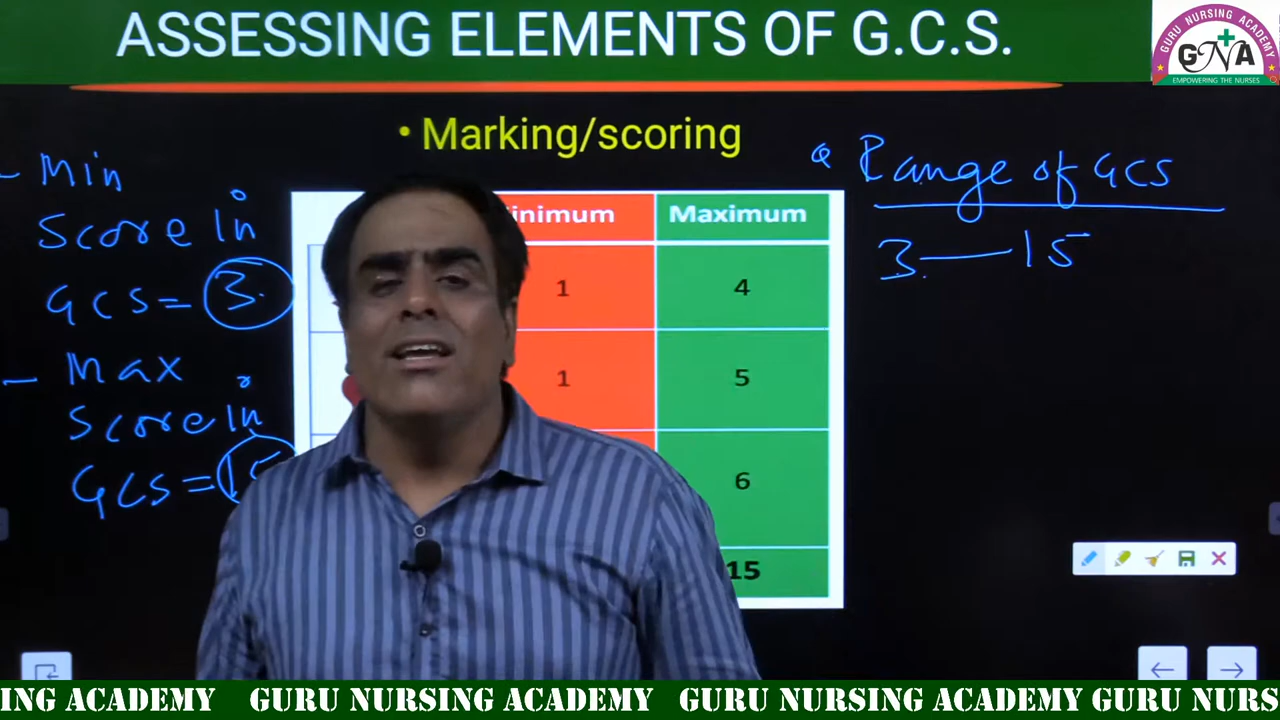 ASSESSING ELEMENTS OF G.C.S.
GURU NURSING ACADEMY
GNA
EMPOWERING THE NURSES
• Marking/scoring
- Min
Score in
GCS = 3
- Max
Score in
GCS = 15
inimum Maximum
1 4
1 5
6
15
Range of GCS
3 — 15
ING ACADEMY GURU NURSING ACADEMY GURU NURSING ACADEMY GURU NURS